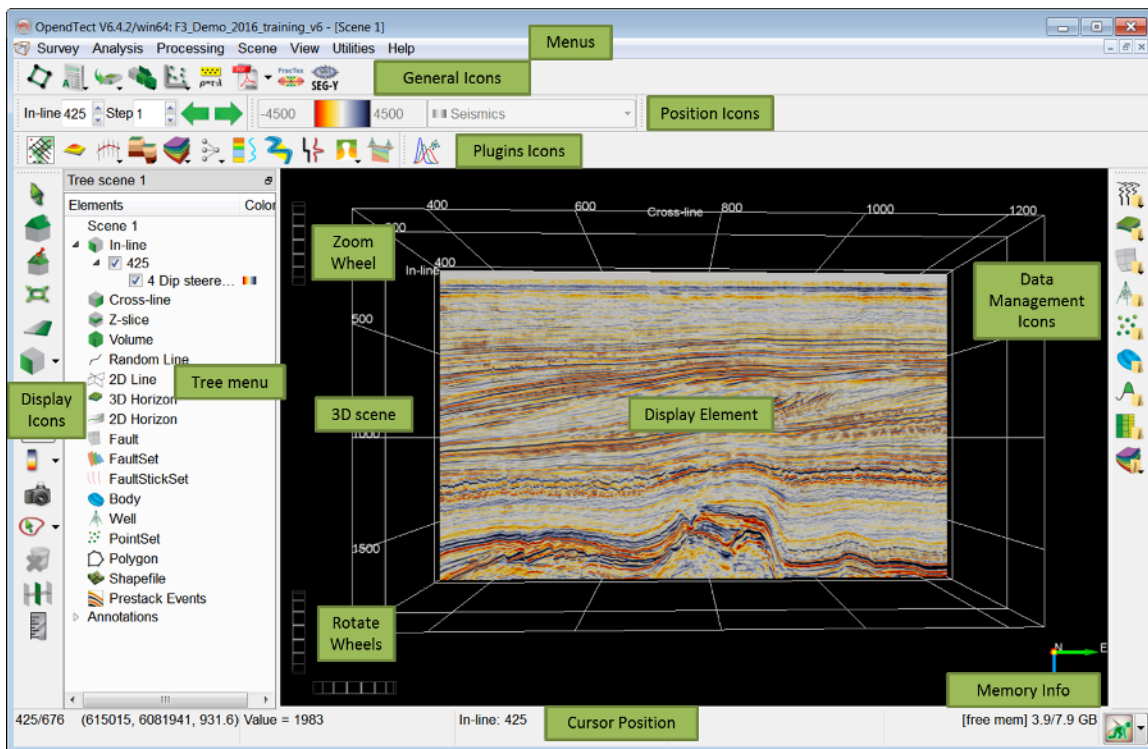 OpendTect V6.4.2/win64: F3_Demo_2016_training_v6 - [Scene 1]
Survey Analysis Processing Scene View Utilities Help
Menus
General Icons
ProcTex
SEG-Y
In-line 425 Step 1
-4500 4500 Seismics
Position Icons
Plugins Icons
Tree scene 1
Elements Color
Scene 1
In-line
425
4 Dip steere...
Cross-line
Z-slice
Volume
Random Line
2D Line
3D Horizon
2D Horizon
Fault
FaultSet
FaultStickSet
Body
Well
PointSet
Polygon
Shapefile
Prestack Events
Annotations
Display Icons
Tree menu
Zoom Wheel
400 600 Cross-line 800 1000 1200
In-line 400
500
1500
3D scene
Display Element
Data Management Icons
Rotate Wheels
N E
Memory Info
425/676 (615015, 6081941, 931.6) Value = 1983
In-line: 425
Cursor Position
[free mem] 3.9/7.9 GB